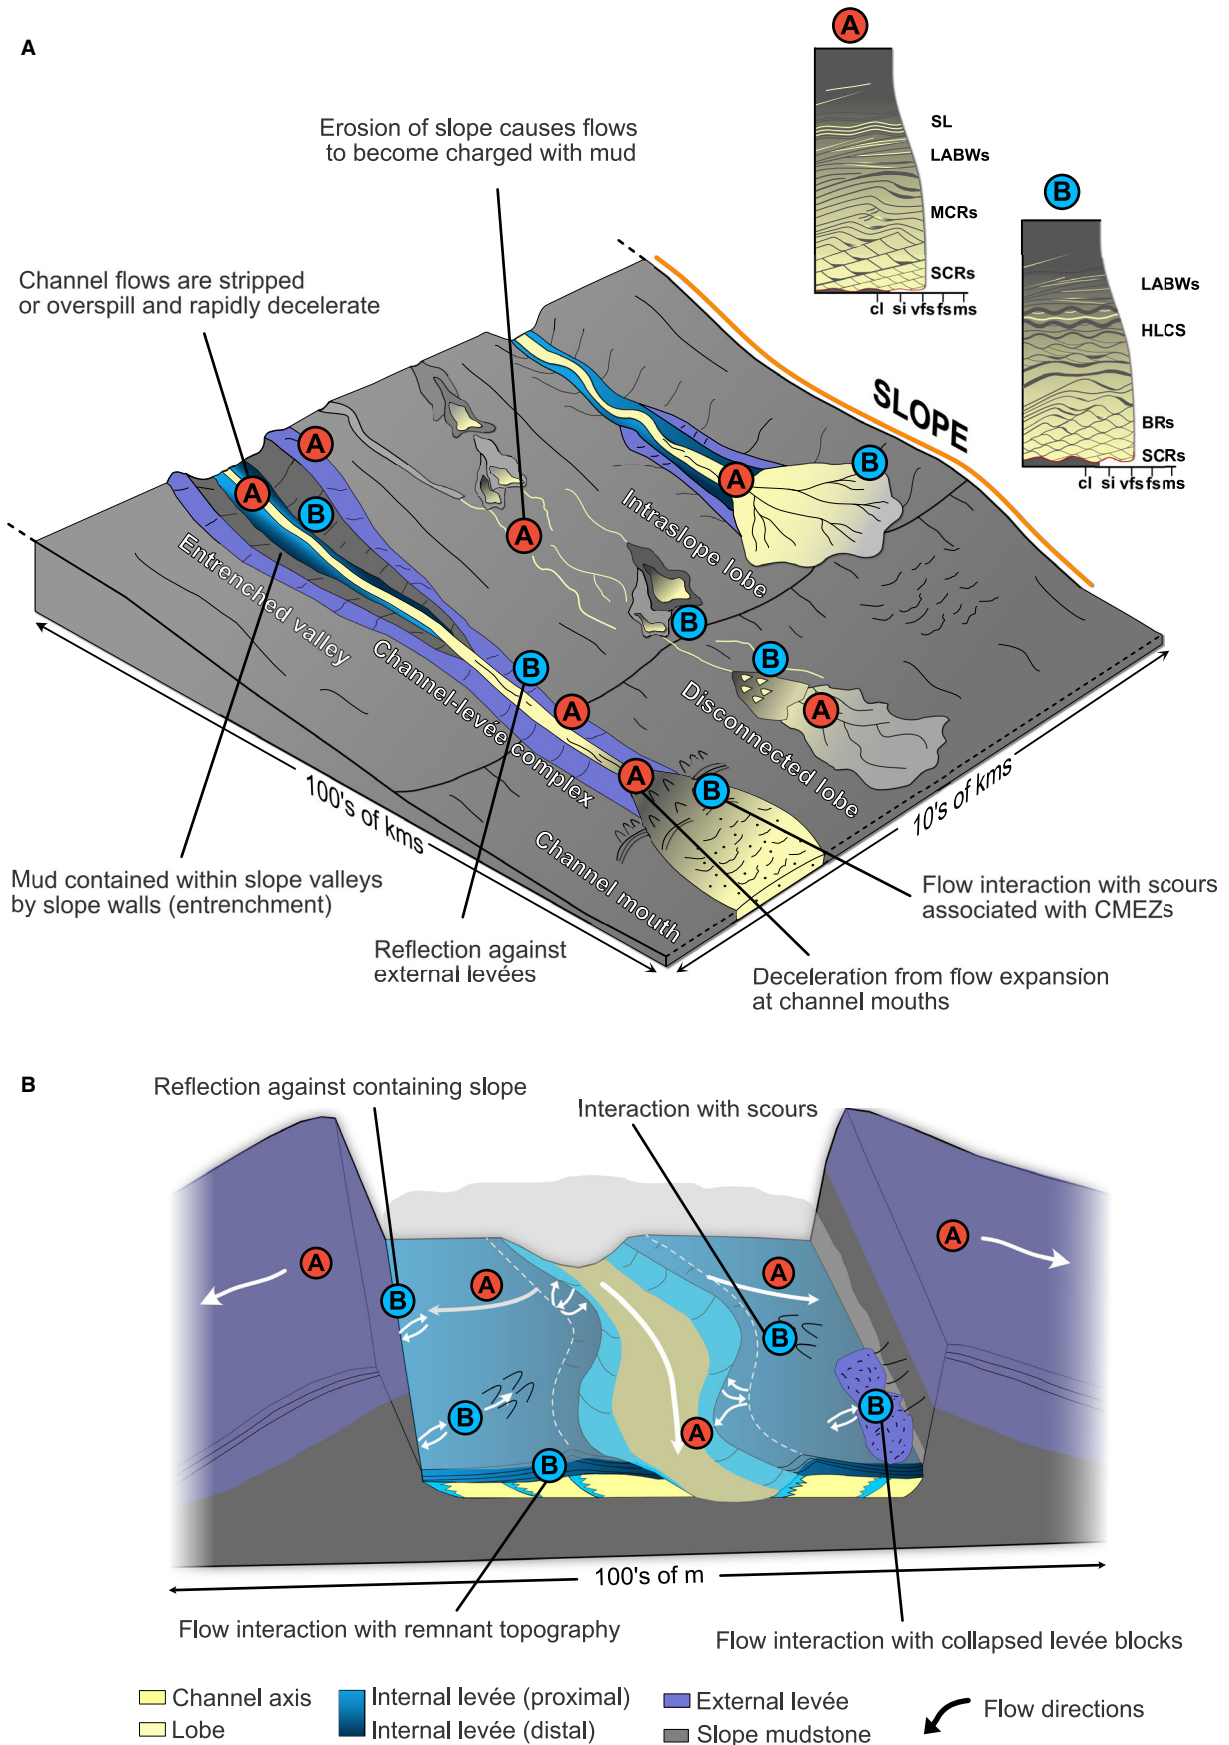 A
A
SL
LABWs
MCRs
SCRs
cl si vfs fs ms
B
LABWs
HLCS
BRs
SCRs
cl si vfs fs ms
Erosion of slope causes flows
to become charged with mud
Channel flows are stripped
or overspill and rapidly decelerate
SLOPE
A
A
B
A
B
A
Intraslope lobe
Entrenched valley
B
B
B
A
A
Channel-levée complex
Disconnected lobe
A
B
Channel mouth
100's of kms
10's of kms
Mud contained within slope valleys
by slope walls (entrenchment)
Reflection against
external levées
Flow interaction with scours
associated with CMEZs
Deceleration from flow expansion
at channel mouths
B
Reflection against containing slope
Interaction with scours
A
A
A
A
B
B
B
B
A
B
100's of m
Flow interaction with remnant topography
Flow interaction with collapsed levée blocks
Channel axis
Lobe
Internal levée (proximal)
Internal levée (distal)
External levée
Slope mudstone
Flow directions